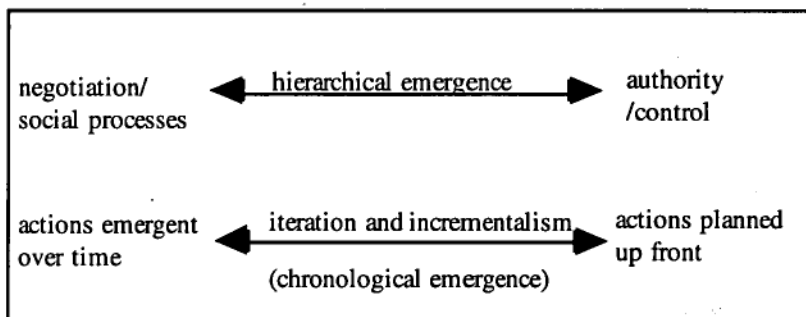 hierarchical emergence
negotiation/
social processes
authority
/control
actions emergent
over time
iteration and incrementalism
(chronological emergence)
actions planned
up front